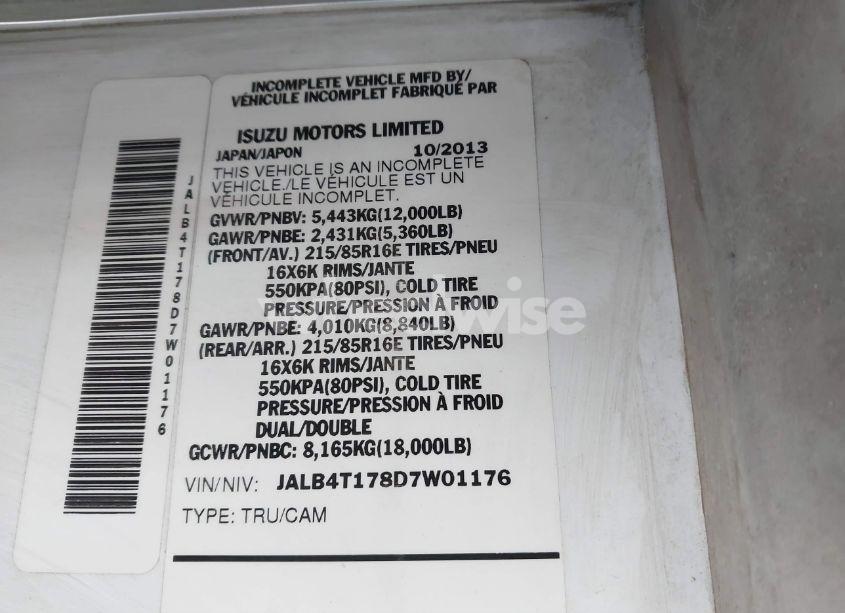 INCOMPLETE VEHICLE MFD BY/
VÉHICULE INCOMPLET FABRIQUÉ PAR
ISUZU MOTORS LIMITED
JAPAN/JAPON 10/2013
THIS VEHICLE IS AN INCOMPLETE
VEHICLE./LE VÉHICULE EST UN
VÉHICULE INCOMPLET.
GVWR/PNBV: 5,443KG(12,000LB)
GAWR/PNBE: 2,431KG(5,360LB)
(FRONT/AV.) 215/85R16E TIRES/PNEU
16X6K RIMS/JANTE
550KPA(80PSI), COLD TIRE
PRESSURE/PRESSION À FROID
GAWR/PNBE: 4,010KG(8,840LB)
(REAR/ARR.) 215/85R16E TIRES/PNEU
16X6K RIMS/JANTE
550KPA(80PSI), COLD TIRE
PRESSURE/PRESSION À FROID
DUAL/DOUBLE
GCWR/PNBC: 8,165KG(18,000LB)
VIN/NIV: JALB4T178D7W01176
TYPE: TRU/CAM
JALB4T178D7W01176